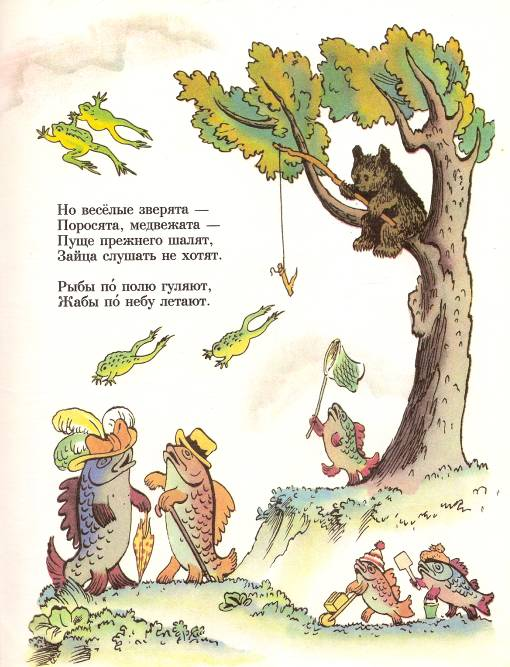 Но весёлые зверята —
Поросята, медвежата —
Пуще прежнего шалят,
Зайца слушать не хотят.
Рыбы по́ полю гуляют,
Жабы по́ небу летают.